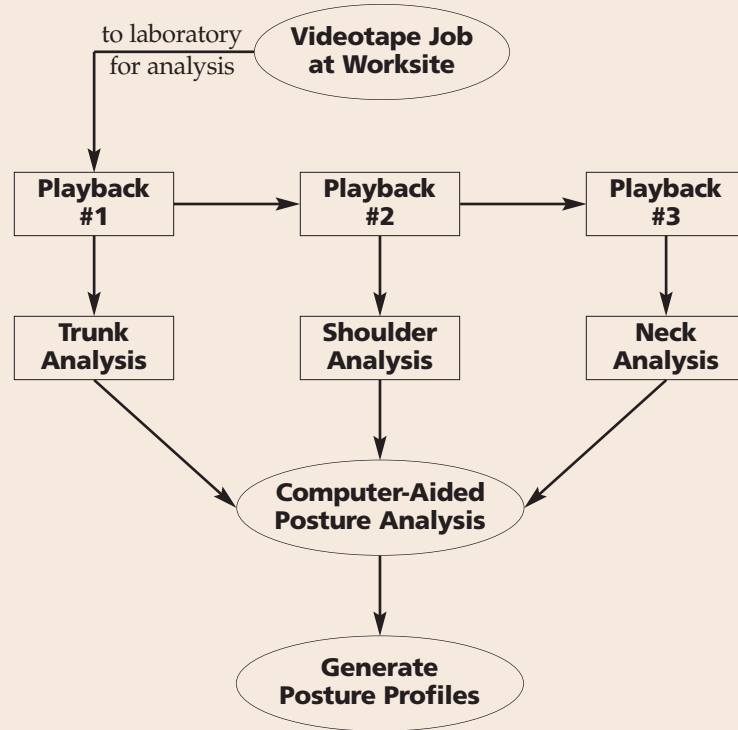 to laboratory
for analysis
Videotape Job
at Worksite
Playback
#1
Playback
#2
Playback
#3
Trunk
Analysis
Shoulder
Analysis
Neck
Analysis
Computer-Aided
Posture Analysis
Generate
Posture Profiles